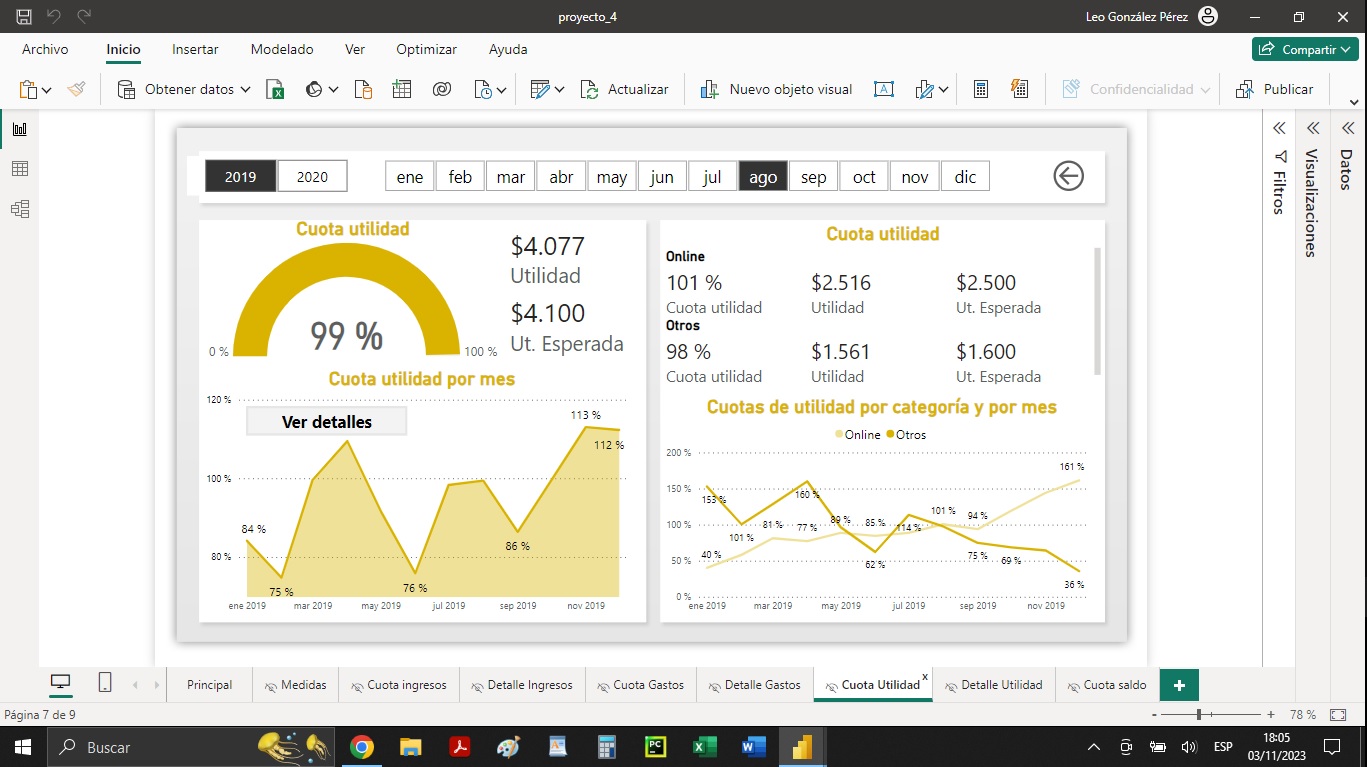 proyecto_4
Leo González Pérez
Archivo Inicio Insertar Modelado Ver Optimizar Ayuda
Compartir
Obtener datos Actualizar Nuevo objeto visual Confidencialidad Publicar
2019 2020 ene feb mar abr may jun jul ago sep oct nov dic
Cuota utilidad
$4.077
Utilidad
$4.100
Ut. Esperada
99 %
0 % 100 %
Cuota utilidad por mes
120 %
Ver detalles
113 %
112 %
100 %
84 %
86 %
80 %
75 %
76 %
ene 2019 mar 2019 may 2019 jul 2019 sep 2019 nov 2019
Cuota utilidad
Online
101 % $2.516 $2.500
Cuota utilidad Utilidad Ut. Esperada
Otros
98 % $1.561 $1.600
Cuota utilidad Utilidad Ut. Esperada
Cuotas de utilidad por categoría y por mes
Online Otros
200 %
161 %
150 %
153 % 160 %
101 %
100 %
81 % 77 % 89 % 85 % 114 % 94 %
101 %
50 %
40 % 62 % 75 % 69 %
36 %
0 %
ene 2019 mar 2019 may 2019 jul 2019 sep 2019 nov 2019
Filtros
Visualizaciones
Datos
Principal Medidas Cuota ingresos Detalle Ingresos Cuota Gastos Detalle Gastos Cuota Utilidad x Detalle Utilidad Cuota saldo +
Página 7 de 9
- + 78 %
Buscar
PC
ESP
18:05
03/11/2023